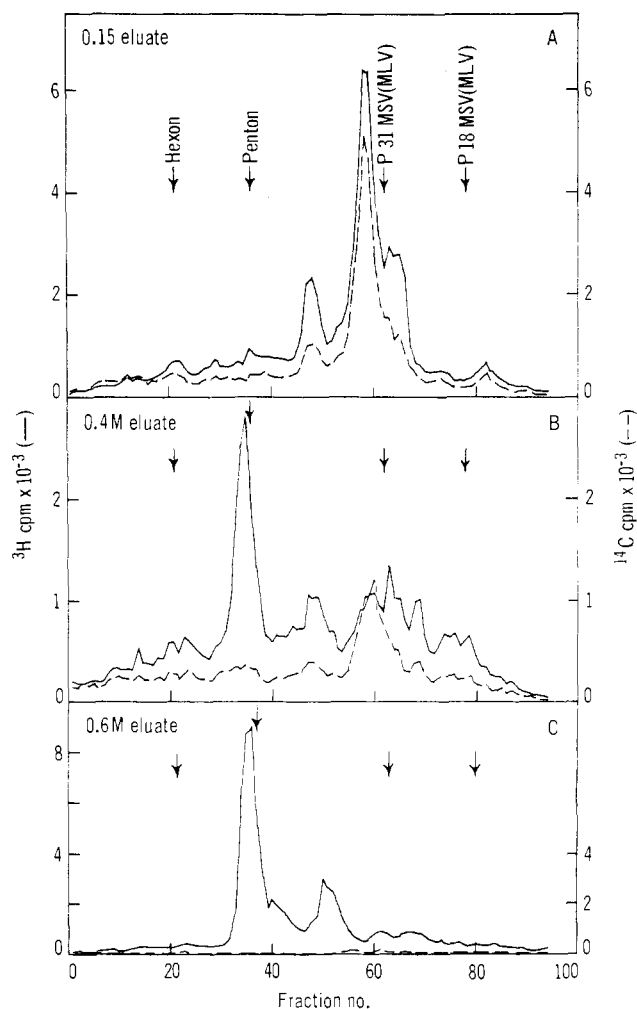 0.15 eluate
A
Hexon
Penton
P 31 MSV(MLV)
P 18 MSV(MLV)
6
4
2
0
6
4
2
0
0.4M eluate
B
2
1
0
2
1
0
³H cpm x 10⁻³ (—)
¹⁴C cpm x 10⁻³ (--)
0.6M eluate
C
8
6
4
2
0
4
2
0
0 20 40 60 80 100
Fraction no.